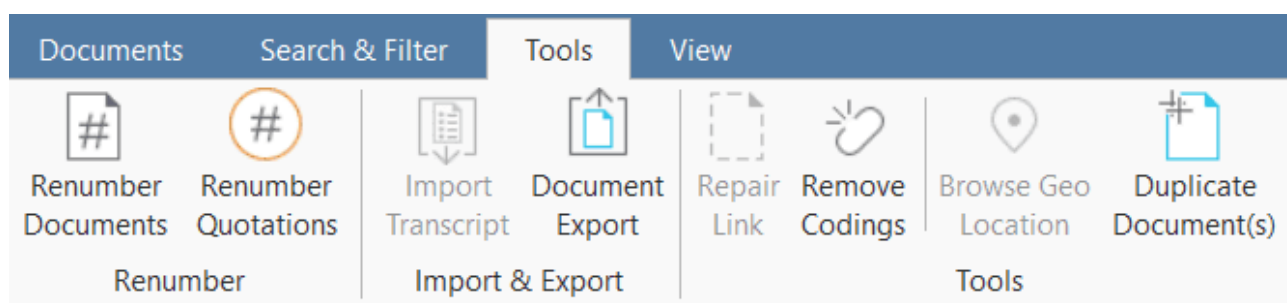 Documents Search & Filter Tools View
# #
Renumber Renumber Import Document Repair Remove Browse Geo Duplicate
Documents Quotations Transcript Export Link Codings Location Document(s)
Renumber Import & Export Tools